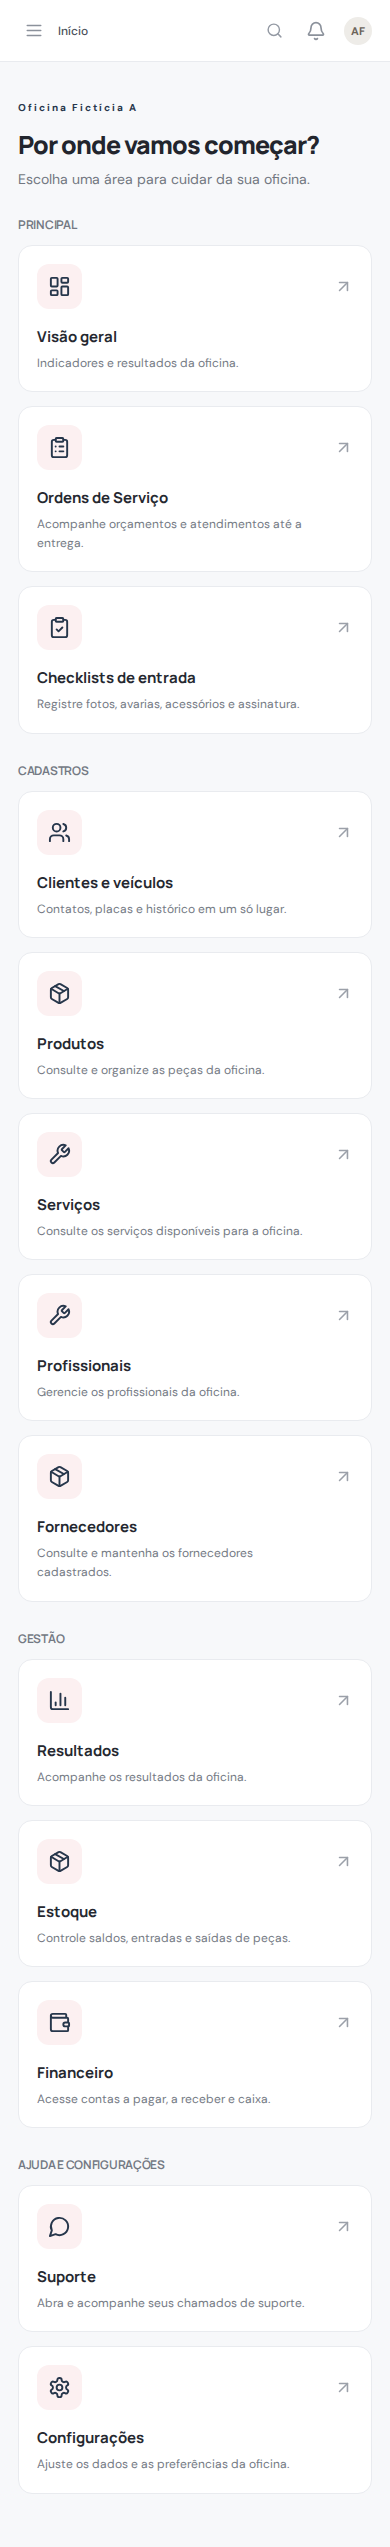 Início
AF
Oficina Fictícia A
Por onde vamos começar?
Escolha uma área para cuidar da sua oficina.
PRINCIPAL
Visão geral
Indicadores e resultados da oficina.
Ordens de Serviço
Acompanhe orçamentos e atendimentos até a
entrega.
Checklists de entrada
Registre fotos, avarias, acessórios e assinatura.
CADASTROS
Clientes e veículos
Contatos, placas e histórico em um só lugar.
Produtos
Consulte e organize as peças da oficina.
Serviços
Consulte os serviços disponíveis para a oficina.
Profissionais
Gerencie os profissionais da oficina.
Fornecedores
Consulte e mantenha os fornecedores
cadastrados.
GESTÃO
Resultados
Acompanhe os resultados da oficina.
Estoque
Controle saldos, entradas e saídas de peças.
Financeiro
Acesse contas a pagar, a receber e caixa.
AJUDA E CONFIGURAÇÕES
Suporte
Abra e acompanhe seus chamados de suporte.
Configurações
Ajuste os dados e as preferências da oficina.